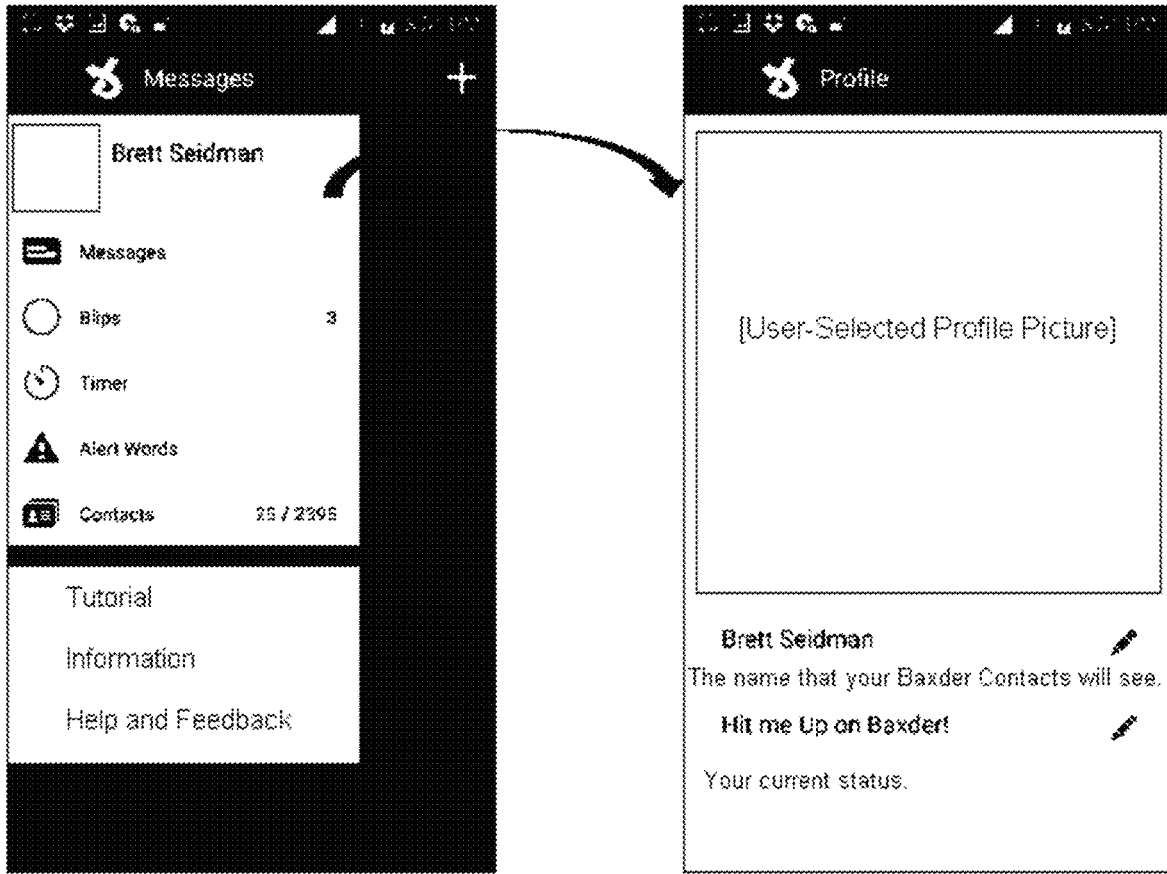 Messages
Brett Seidman
Messages
Blips 3
Timer
Alert Words
Contacts 25 / 2395
Tutorial
Information
Help and Feedback
Profile
[User-Selected Profile Picture]
Brett Seidman
The name that your Baxder Contacts will see.
Hit me Up on Baxder!
Your current status.